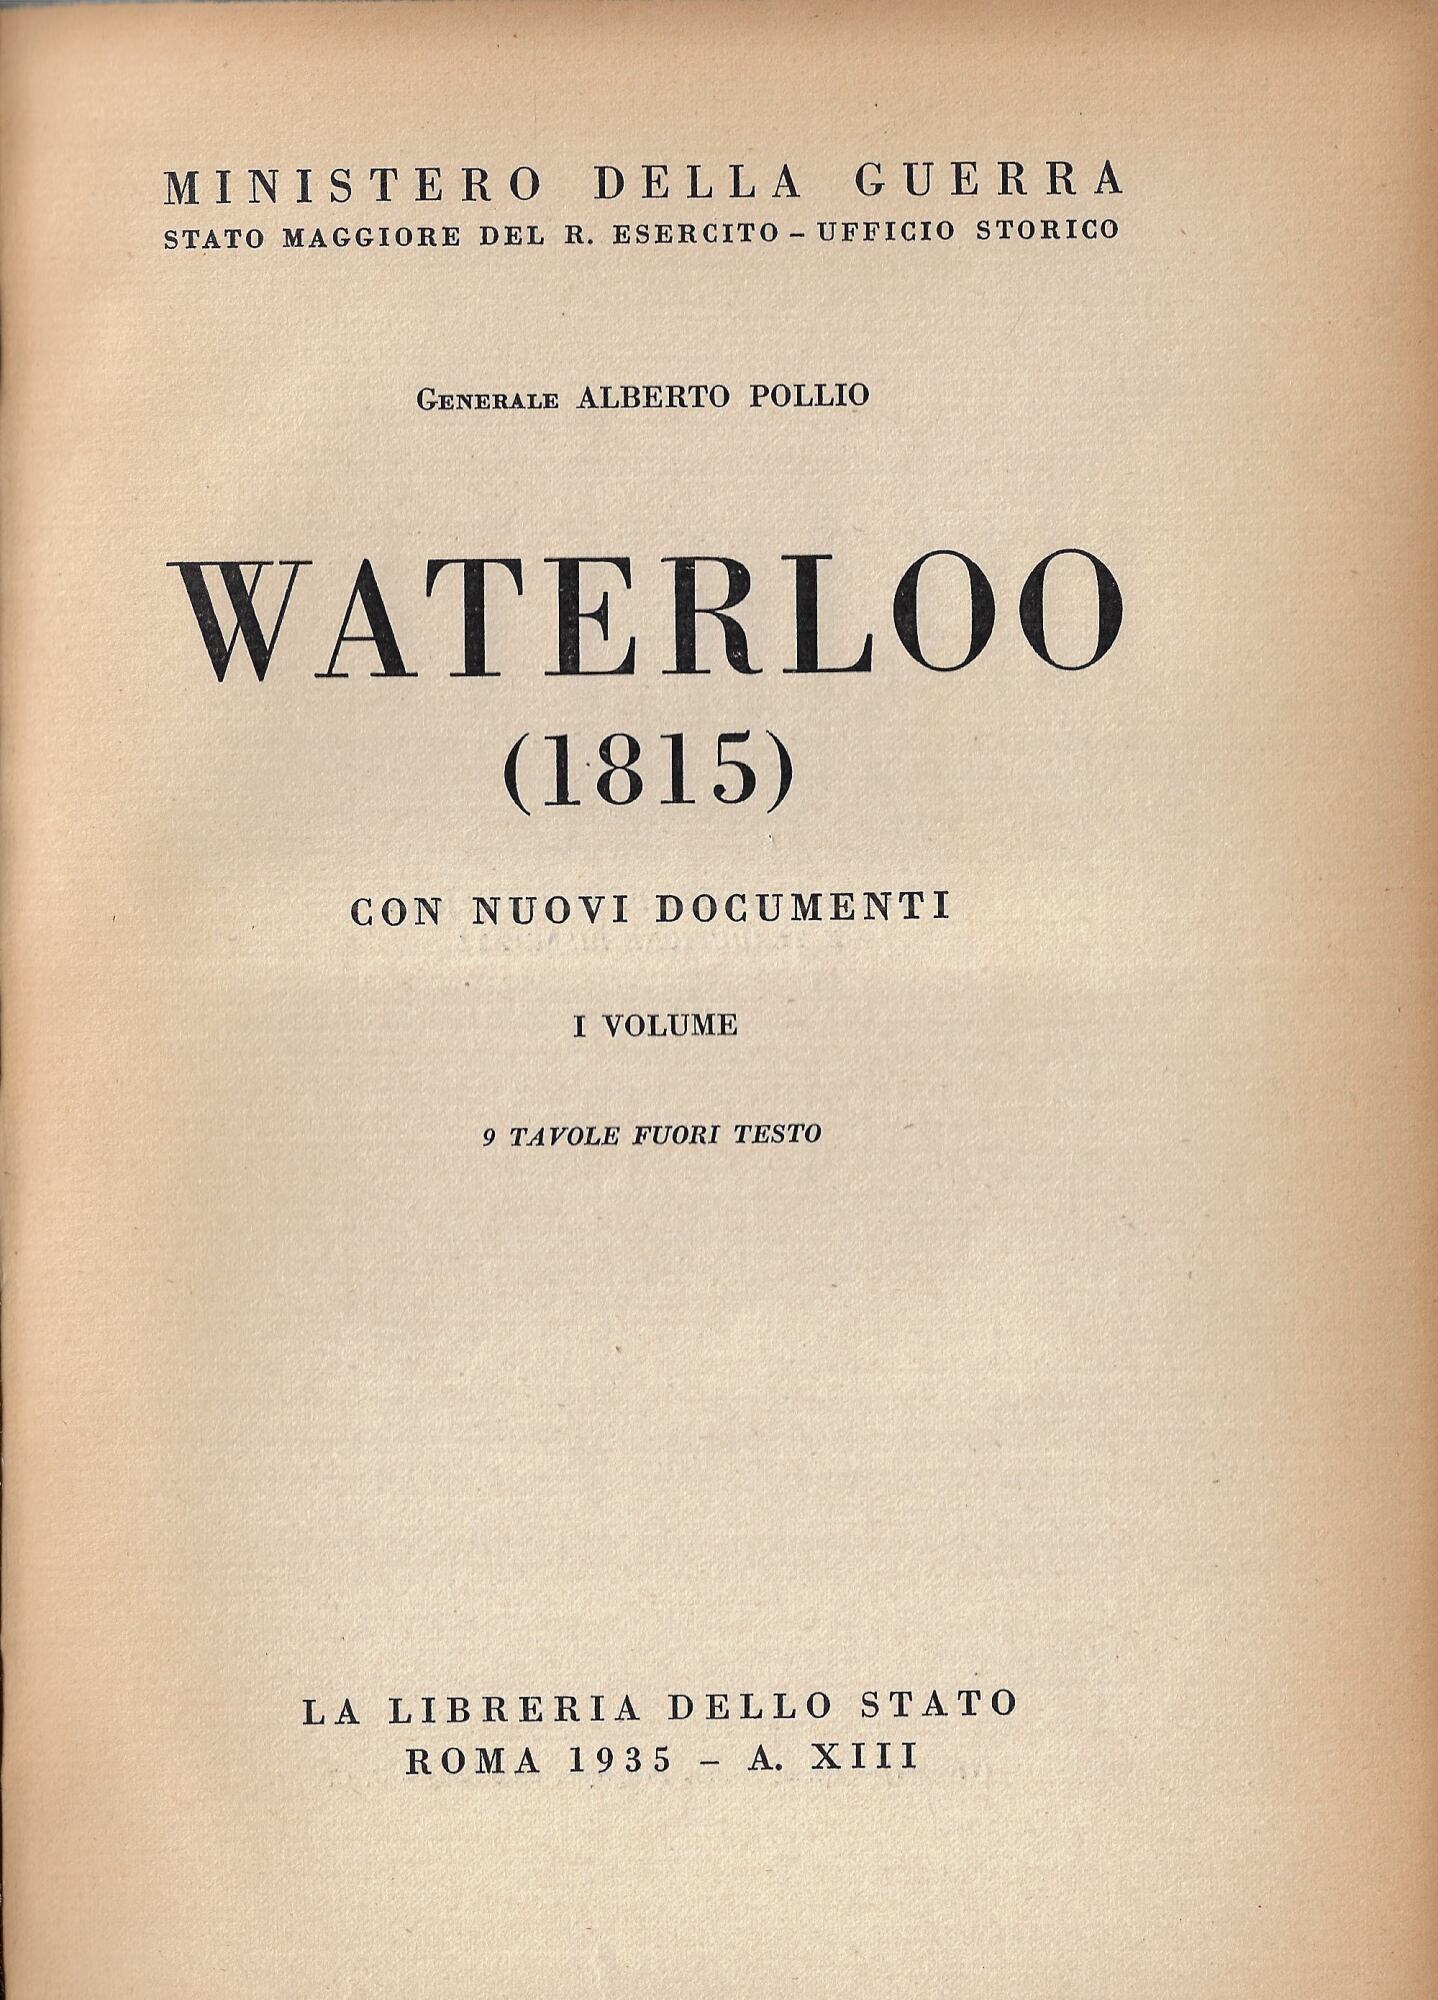 MINISTERO DELLA GUERRA
STATO MAGGIORE DEL R. ESERCITO – UFFICIO STORICO
GENERALE ALBERTO POLLIO
WATERLOO
(1815)
CON NUOVI DOCUMENTI
I VOLUME
9 TAVOLE FUORI TESTO
LA LIBRERIA DELLO STATO
ROMA 1935 – A. XIII